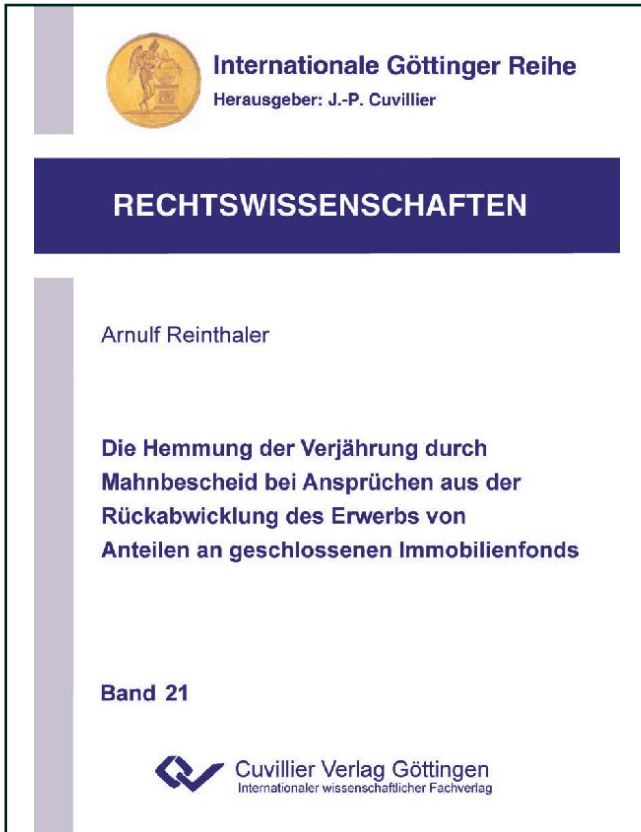 Internationale Göttinger Reihe
Herausgeber: J.-P. Cuvillier
RECHTSWISSENSCHAFTEN
Arnulf Reinthaler
Die Hemmung der Verjährung durch
Mahnbescheid bei Ansprüchen aus der
Rückabwicklung des Erwerbs von
Anteilen an geschlossenen Immobilienfonds
Band 21
Cuvillier Verlag Göttingen
Internationaler wissenschaftlicher Fachverlag